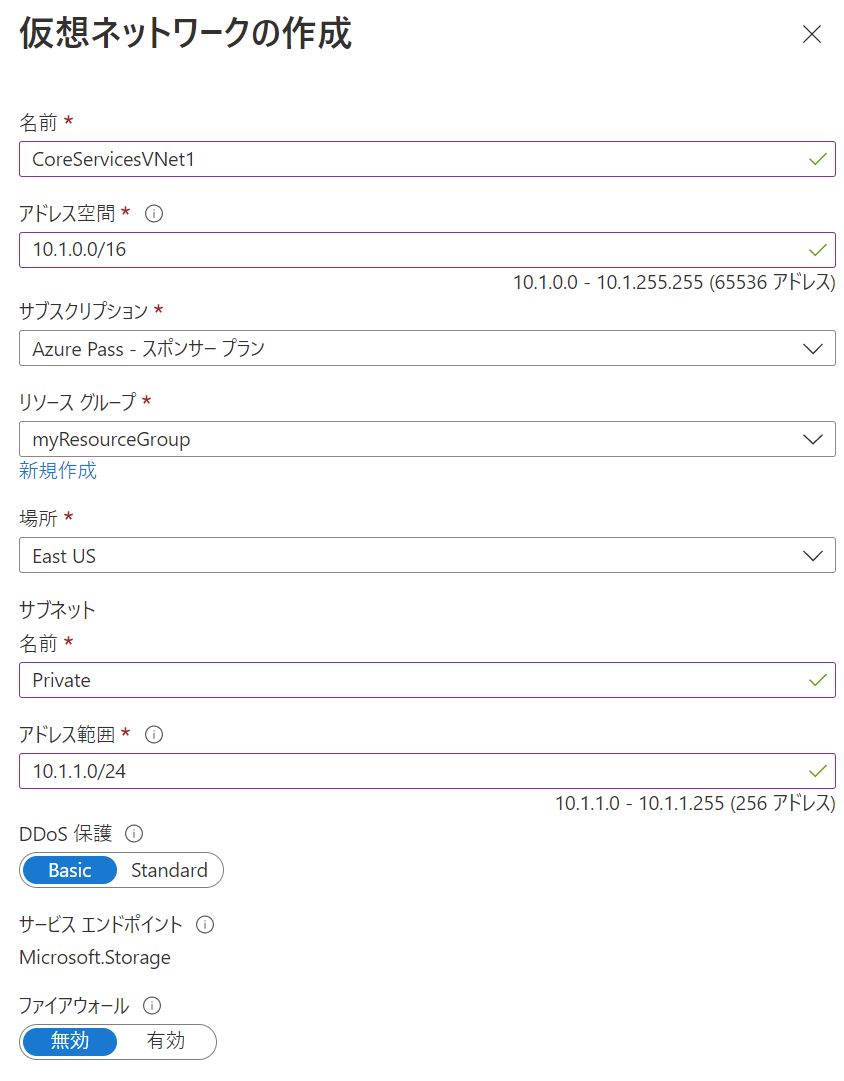 仮想ネットワークの作成
名前 *
CoreServicesVNet1
アドレス空間 *
10.1.0.0/16
10.1.0.0 - 10.1.255.255 (65536 アドレス)
サブスクリプション *
Azure Pass - スポンサー プラン
リソース グループ *
myResourceGroup
新規作成
場所 *
East US
サブネット
名前 *
Private
アドレス範囲 *
10.1.1.0/24
10.1.1.0 - 10.1.1.255 (256 アドレス)
DDoS 保護
Basic Standard
サービス エンドポイント
Microsoft.Storage
ファイアウォール
無効 有効